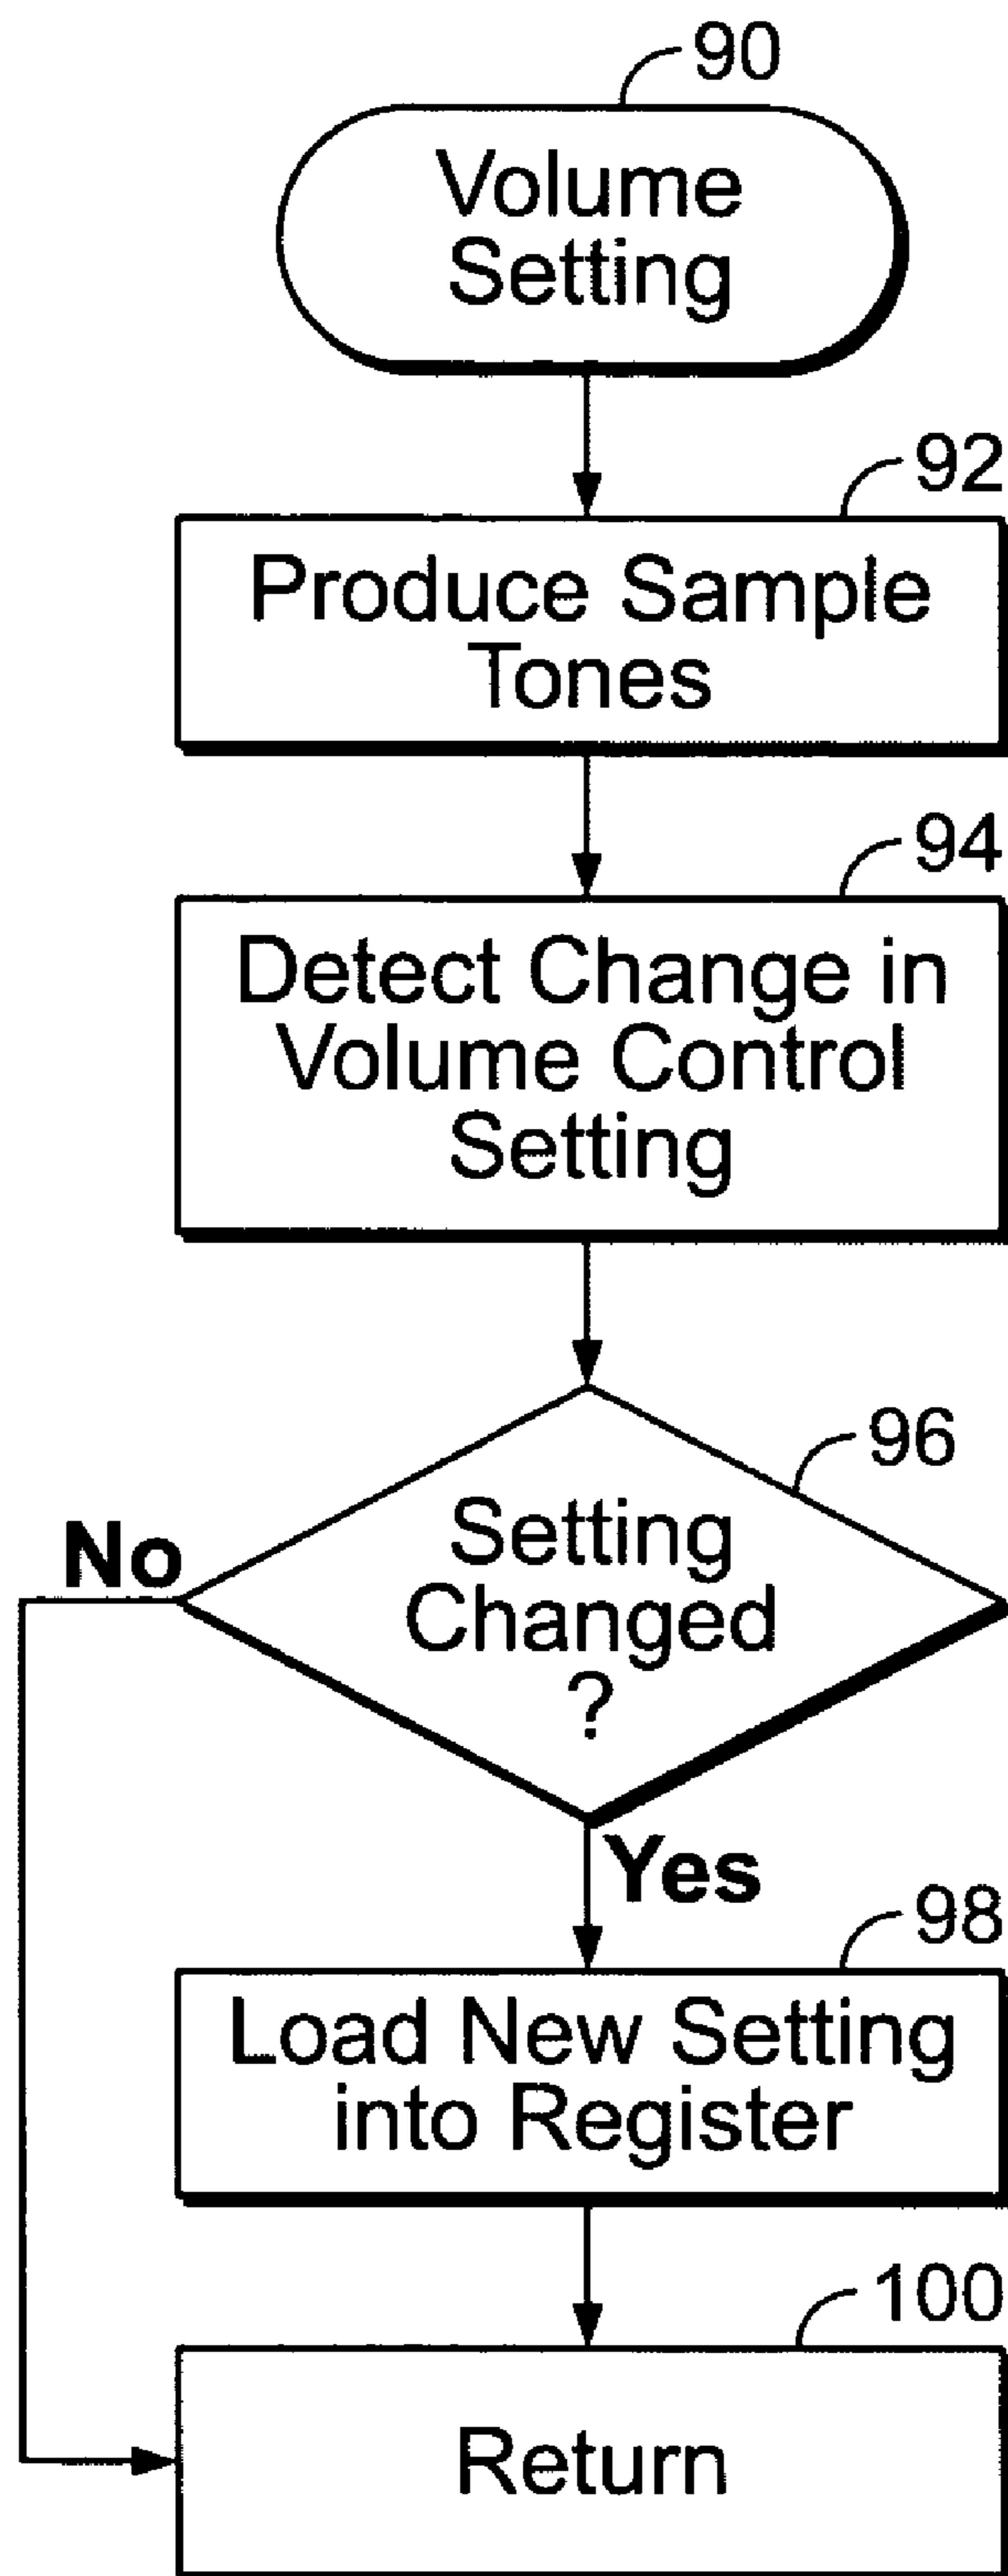 90
Volume
Setting
92
Produce Sample
Tones
94
Detect Change in
Volume Control
Setting
96
Setting
Changed
?
No
Yes
98
Load New Setting
into Register
100
Return